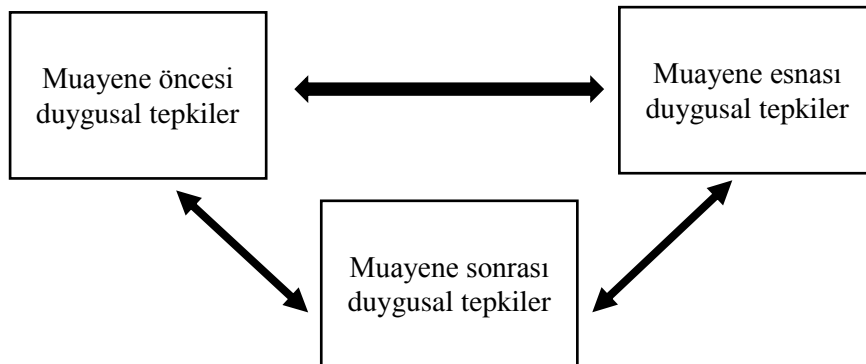 Muayene öncesi
duygusal tepkiler
Muayene esnası
duygusal tepkiler
Muayene sonrası
duygusal tepkiler